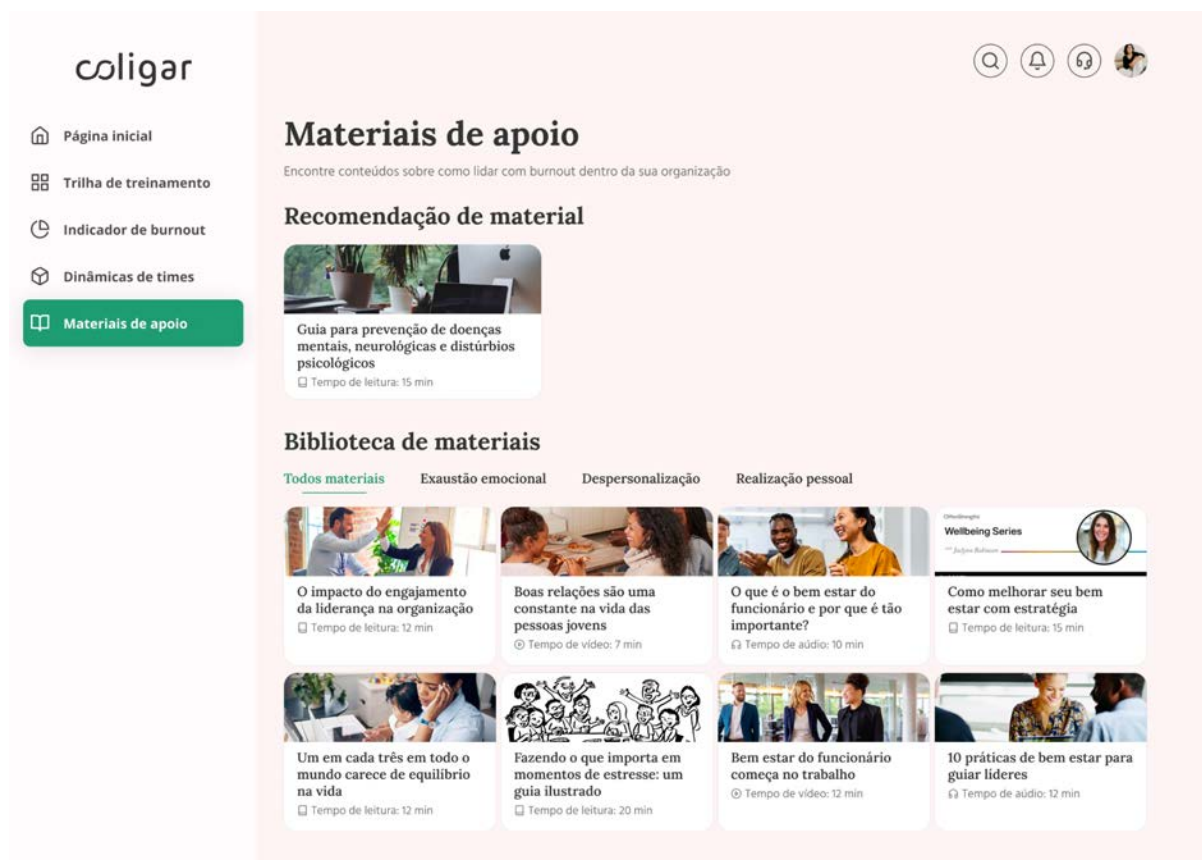 coligar
Página inicial
Trilha de treinamento
Indicador de burnout
Dinâmicas de times
Materiais de apoio
Materiais de apoio
Encontre conteúdos sobre como lidar com burnout dentro da sua organização
Recomendação de material
Guia para prevenção de doenças
mentais, neurológicas e distúrbios
psicológicos
Tempo de leitura: 15 min
Biblioteca de materiais
Todos materiais
Exaustão emocional
Despersonalização
Realização pessoal
O impacto do engajamento
da liderança na organização
Tempo de leitura: 12 min
Boas relações são uma
constante na vida das
pessoas jovens
Tempo de vídeo: 7 min
O que é o bem estar do
funcionário e por que é tão
importante?
Tempo de aúdio: 10 min
Wellbeing Series
Como melhorar seu bem
estar com estratégia
Tempo de leitura: 15 min
Um em cada três em todo o
mundo carece de equilíbrio
na vida
Tempo de leitura: 12 min
Fazendo o que importa em
momentos de estresse: um
guia ilustrado
Tempo de leitura: 20 min
Bem estar do funcionário
começa no trabalho
Tempo de vídeo: 12 min
10 práticas de bem estar para
guiar líderes
Tempo de aúdio: 12 min